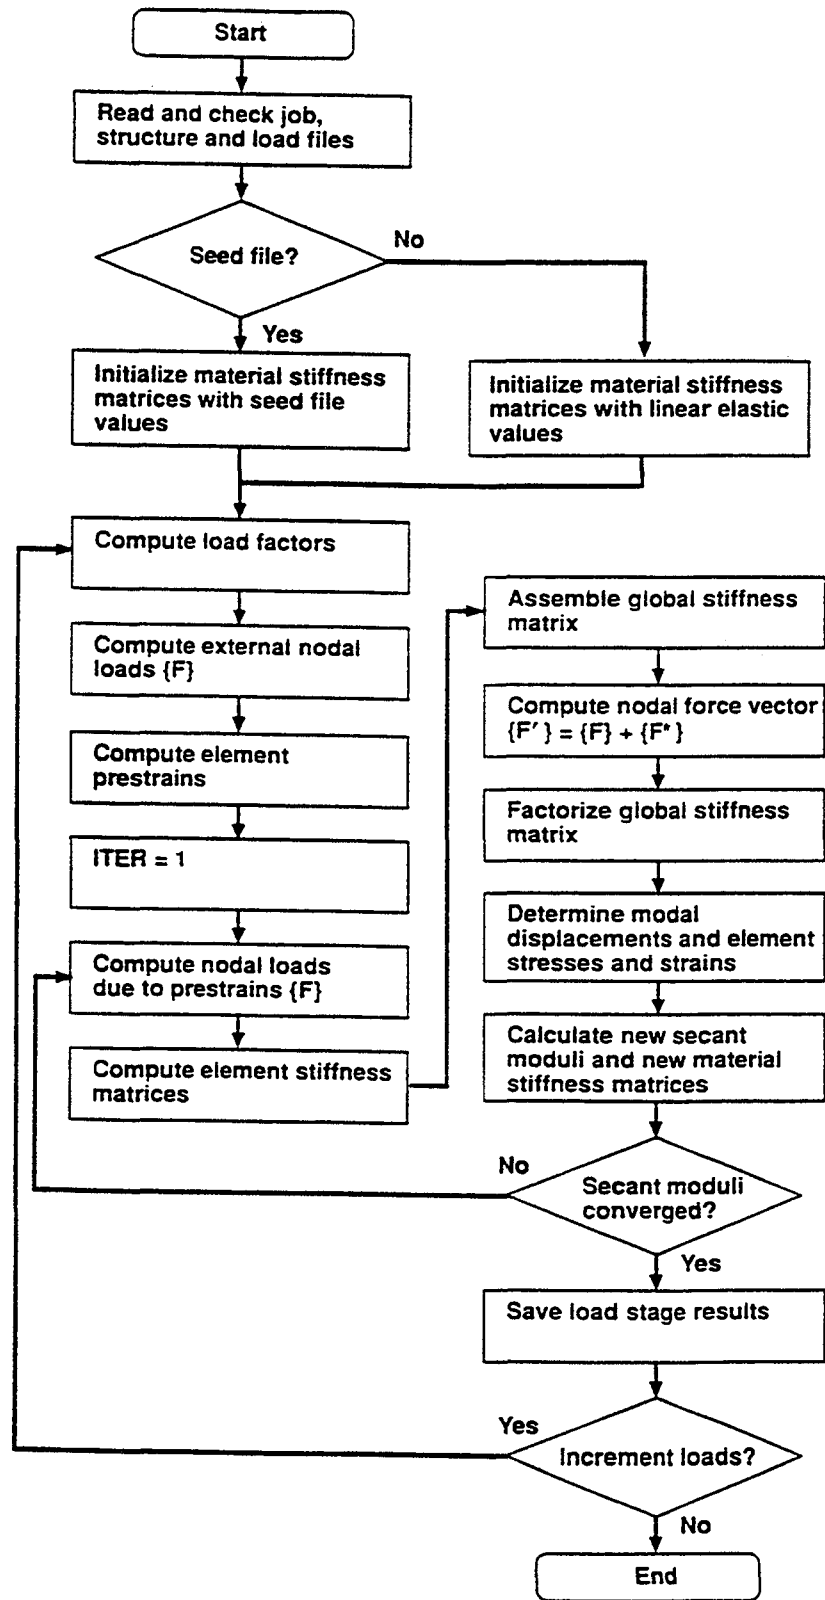 Start
Read and check job,
structure and load files
Seed file?
No
Yes
Initialize material stiffness
matrices with seed file
values
Initialize material stiffness
matrices with linear elastic
values
Compute load factors
Compute external nodal
loads {F}
Compute element
prestrains
ITER = 1
Compute nodal loads
due to prestrains {F}
Compute element stiffness
matrices
Assemble global stiffness
matrix
Compute nodal force vector
{F′ } = {F} + {F* }
Factorize global stiffness
matrix
Determine modal
displacements and element
stresses and strains
Calculate new secant
moduli and new material
stiffness matrices
No
Secant moduli
converged?
Yes
Save load stage results
Yes
Increment loads?
No
End